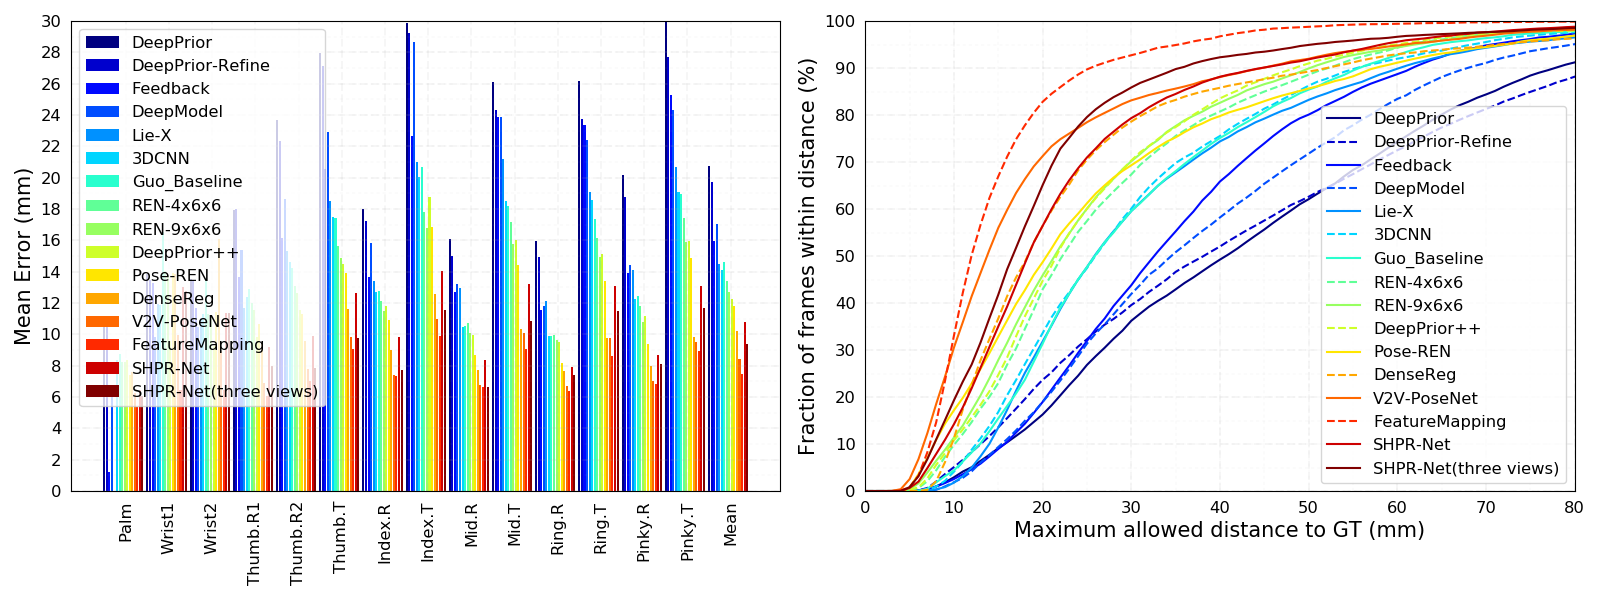 Mean Error (mm)
30
28
26
24
22
20
18
16
14
12
10
8
6
4
2
0
DeepPrior
DeepPrior-Refine
Feedback
DeepModel
Lie-X
3DCNN
Guo_Baseline
REN-4x6x6
REN-9x6x6
DeepPrior++
Pose-REN
DenseReg
V2V-PoseNet
FeatureMapping
SHPR-Net
SHPR-Net(three views)
Palm
Wrist1
Wrist2
Thumb.R1
Thumb.R2
Thumb.T
Index.R
Index.T
Mid.R
Mid.T
Ring.R
Ring.T
Pinky.R
Pinky.T
Mean
Fraction of frames within distance (%)
100
90
80
70
60
50
40
30
20
10
0
DeepPrior
DeepPrior-Refine
Feedback
DeepModel
Lie-X
3DCNN
Guo_Baseline
REN-4x6x6
REN-9x6x6
DeepPrior++
Pose-REN
DenseReg
V2V-PoseNet
FeatureMapping
SHPR-Net
SHPR-Net(three views)
0 10 20 30 40 50 60 70 80
Maximum allowed distance to GT (mm)